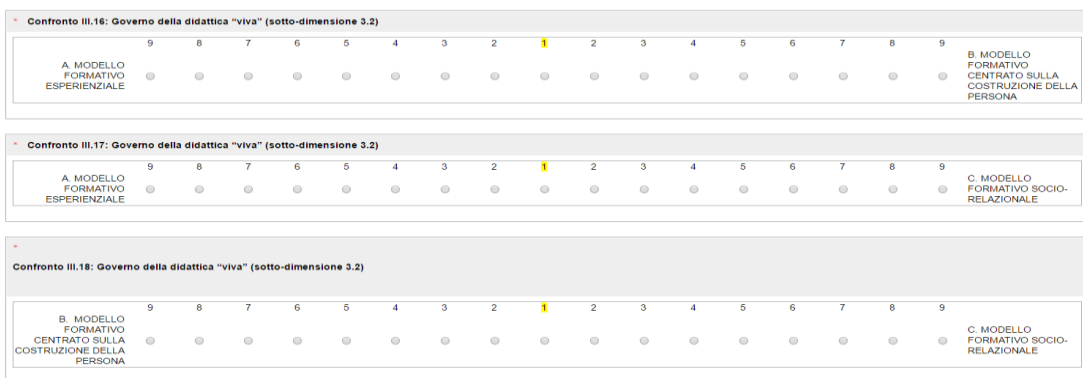 * Confronto III.16: Governo della didattica “viva” (sotto-dimensione 3.2)
9 8 7 6 5 4 3 2 1 2 3 4 5 6 7 8 9
A. MODELLO
FORMATIVO
ESPERIENZIALE
B. MODELLO
FORMATIVO
CENTRATO SULLA
COSTRUZIONE DELLA
PERSONA
* Confronto III.17: Governo della didattica “viva” (sotto-dimensione 3.2)
9 8 7 6 5 4 3 2 1 2 3 4 5 6 7 8 9
A. MODELLO
FORMATIVO
ESPERIENZIALE
C. MODELLO
FORMATIVO SOCIO-
RELAZIONALE
*
Confronto III.18: Governo della didattica “viva” (sotto-dimensione 3.2)
9 8 7 6 5 4 3 2 1 2 3 4 5 6 7 8 9
B. MODELLO
FORMATIVO
CENTRATO SULLA
COSTRUZIONE DELLA
PERSONA
C. MODELLO
FORMATIVO SOCIO-
RELAZIONALE